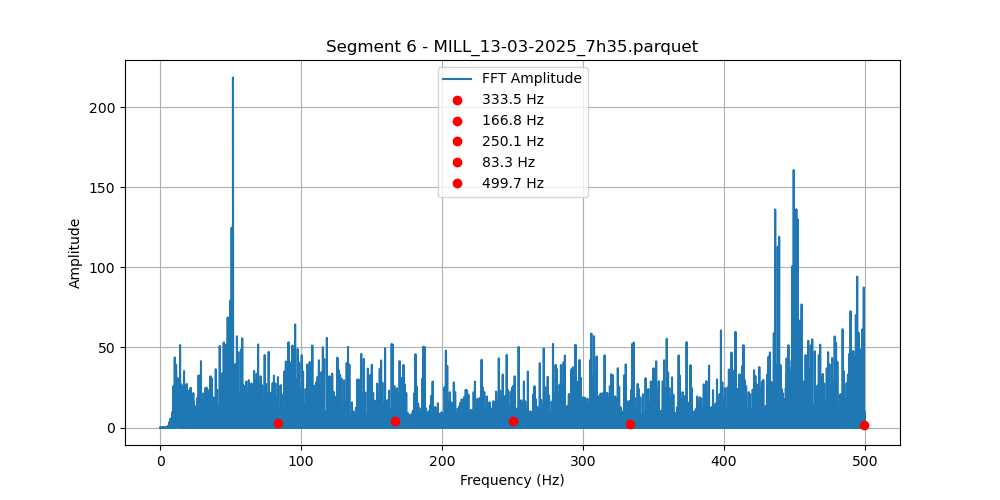 Segment 6 - MILL_13-03-2025_7h35.parquet
FFT Amplitude
333.5 Hz
166.8 Hz
250.1 Hz
83.3 Hz
499.7 Hz
200
150
100
50
0
Amplitude
0 100 200 300 400 500
Frequency (Hz)